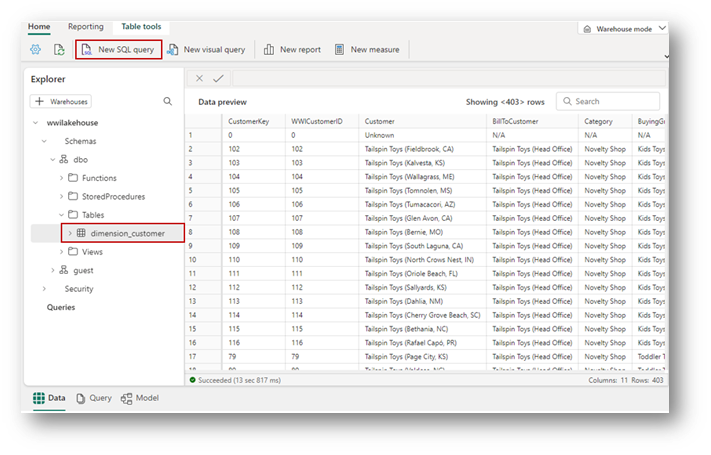 Home Reporting Table tools
Warehouse mode
New SQL query New visual query New report New measure
Explorer
Warehouses
wwilakehouse
Schemas
dbo
Functions
StoredProcedures
Tables
dimension_customer
Views
guest
Security
Queries
Data preview Showing <403> rows Search
CustomerKey WWICustomerID Customer BillToCustomer Category
1 0 0 Unknown N/A N/A N/A
2 102 102 Tailspin Toys (Fieldbrook, CA) Tailspin Toys (Head Office) Novelty Shop Kids Toys
3 103 103 Tailspin Toys (Kalvesta, KS) Tailspin Toys (Head Office) Novelty Shop Kids Toys
4 104 104 Tailspin Toys (Wallagrass, ME) Tailspin Toys (Head Office) Novelty Shop Kids Toys
5 105 105 Tailspin Toys (Tomnolen, MS) Tailspin Toys (Head Office) Novelty Shop Kids Toys
6 106 106 Tailspin Toys (Tumacacori, AZ) Tailspin Toys (Head Office) Novelty Shop Kids Toys
7 107 107 Tailspin Toys (Glen Avon, CA) Tailspin Toys (Head Office) Novelty Shop Kids Toys
8 108 108 Tailspin Toys (Bernie, MO) Tailspin Toys (Head Office) Novelty Shop Kids Toys
9 109 109 Tailspin Toys (South Laguna, CA) Tailspin Toys (Head Office) Novelty Shop Kids Toys
10 110 110 Tailspin Toys (North Crows Nest, IN) Tailspin Toys (Head Office) Novelty Shop Kids Toys
11 111 111 Tailspin Toys (Oriole Beach, FL) Tailspin Toys (Head Office) Novelty Shop Kids Toys
12 112 112 Tailspin Toys (Sallyards, KS) Tailspin Toys (Head Office) Novelty Shop Kids Toys
13 113 113 Tailspin Toys (Dahlia, NM) Tailspin Toys (Head Office) Novelty Shop Kids Toys
14 114 114 Tailspin Toys (Cherry Grove Beach, SC) Tailspin Toys (Head Office) Novelty Shop Kids Toys
15 115 115 Tailspin Toys (Bethania, NC) Tailspin Toys (Head Office) Novelty Shop Kids Toys
16 116 116 Tailspin Toys (Rafael Capó, PR) Tailspin Toys (Head Office) Novelty Shop Kids Toys
17 79 79 Tailspin Toys (Page City, KS) Tailspin Toys (Head Office) Novelty Shop Toddler T
Succeeded (13 sec 817 ms) Columns: 11 Rows: 403
Data Query Model